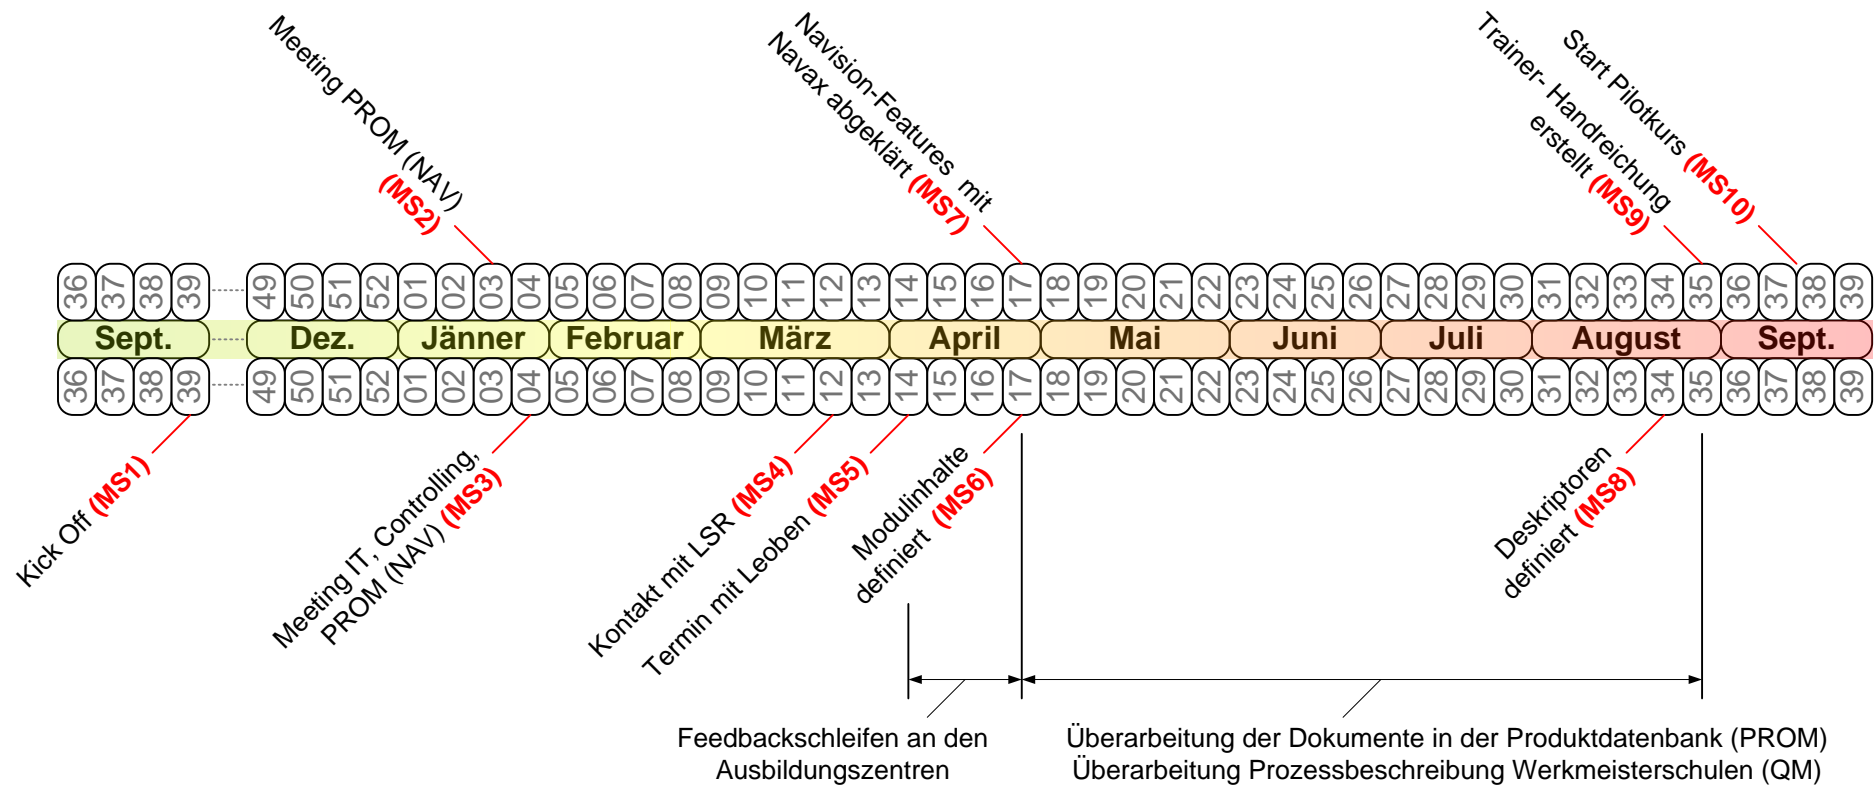 Meeting PROM (NAV)
(MS2)
Navision-Features mit
Navax abgeklärt (MS7)
Trainer- Handreichung
erstellt (MS9)
Start Pilotkurs (MS10)
36 37 38 39 49 50 51 52 01 02 03 04 05 06 07 08 09 10 11 12 13 14 15 16 17 18 19 20 21 22 23 24 25 26 27 28 29 30 31 32 33 34 35 36 37 38 39
Sept. Dez. Jänner Februar März April Mai Juni Juli August Sept.
36 37 38 39 49 50 51 52 01 02 03 04 05 06 07 08 09 10 11 12 13 14 15 16 17 18 19 20 21 22 23 24 25 26 27 28 29 30 31 32 33 34 35 36 37 38 39
Kick Off (MS1)
Meeting IT, Controlling,
PROM (NAV) (MS3)
Kontakt mit LSR (MS4)
Termin mit Leoben (MS5)
Modulinhalte
definiert (MS6)
Deskriptoren
definiert (MS8)
Feedbackschleifen an den
Ausbildungszentren
Überarbeitung der Dokumente in der Produktdatenbank (PROM)
Überarbeitung Prozessbeschreibung Werkmeisterschulen (QM)